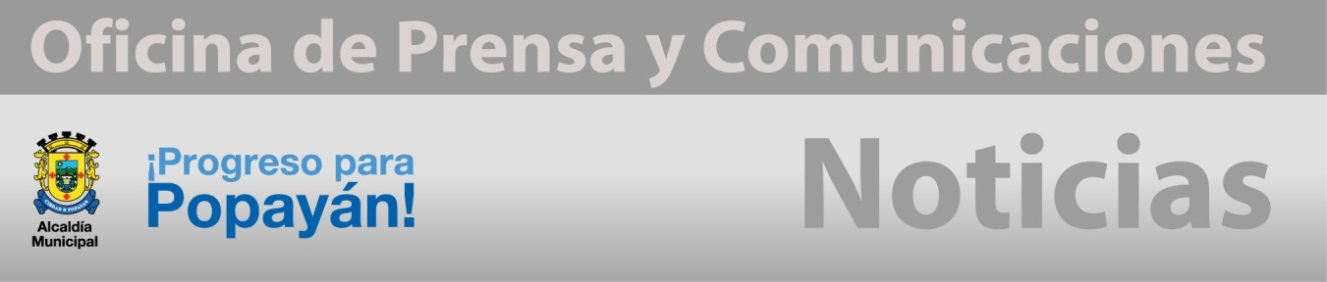 Oficina de Prensa y Comunicaciones
¡Progreso para
Popayán!
Noticias
Alcaldía
Municipal